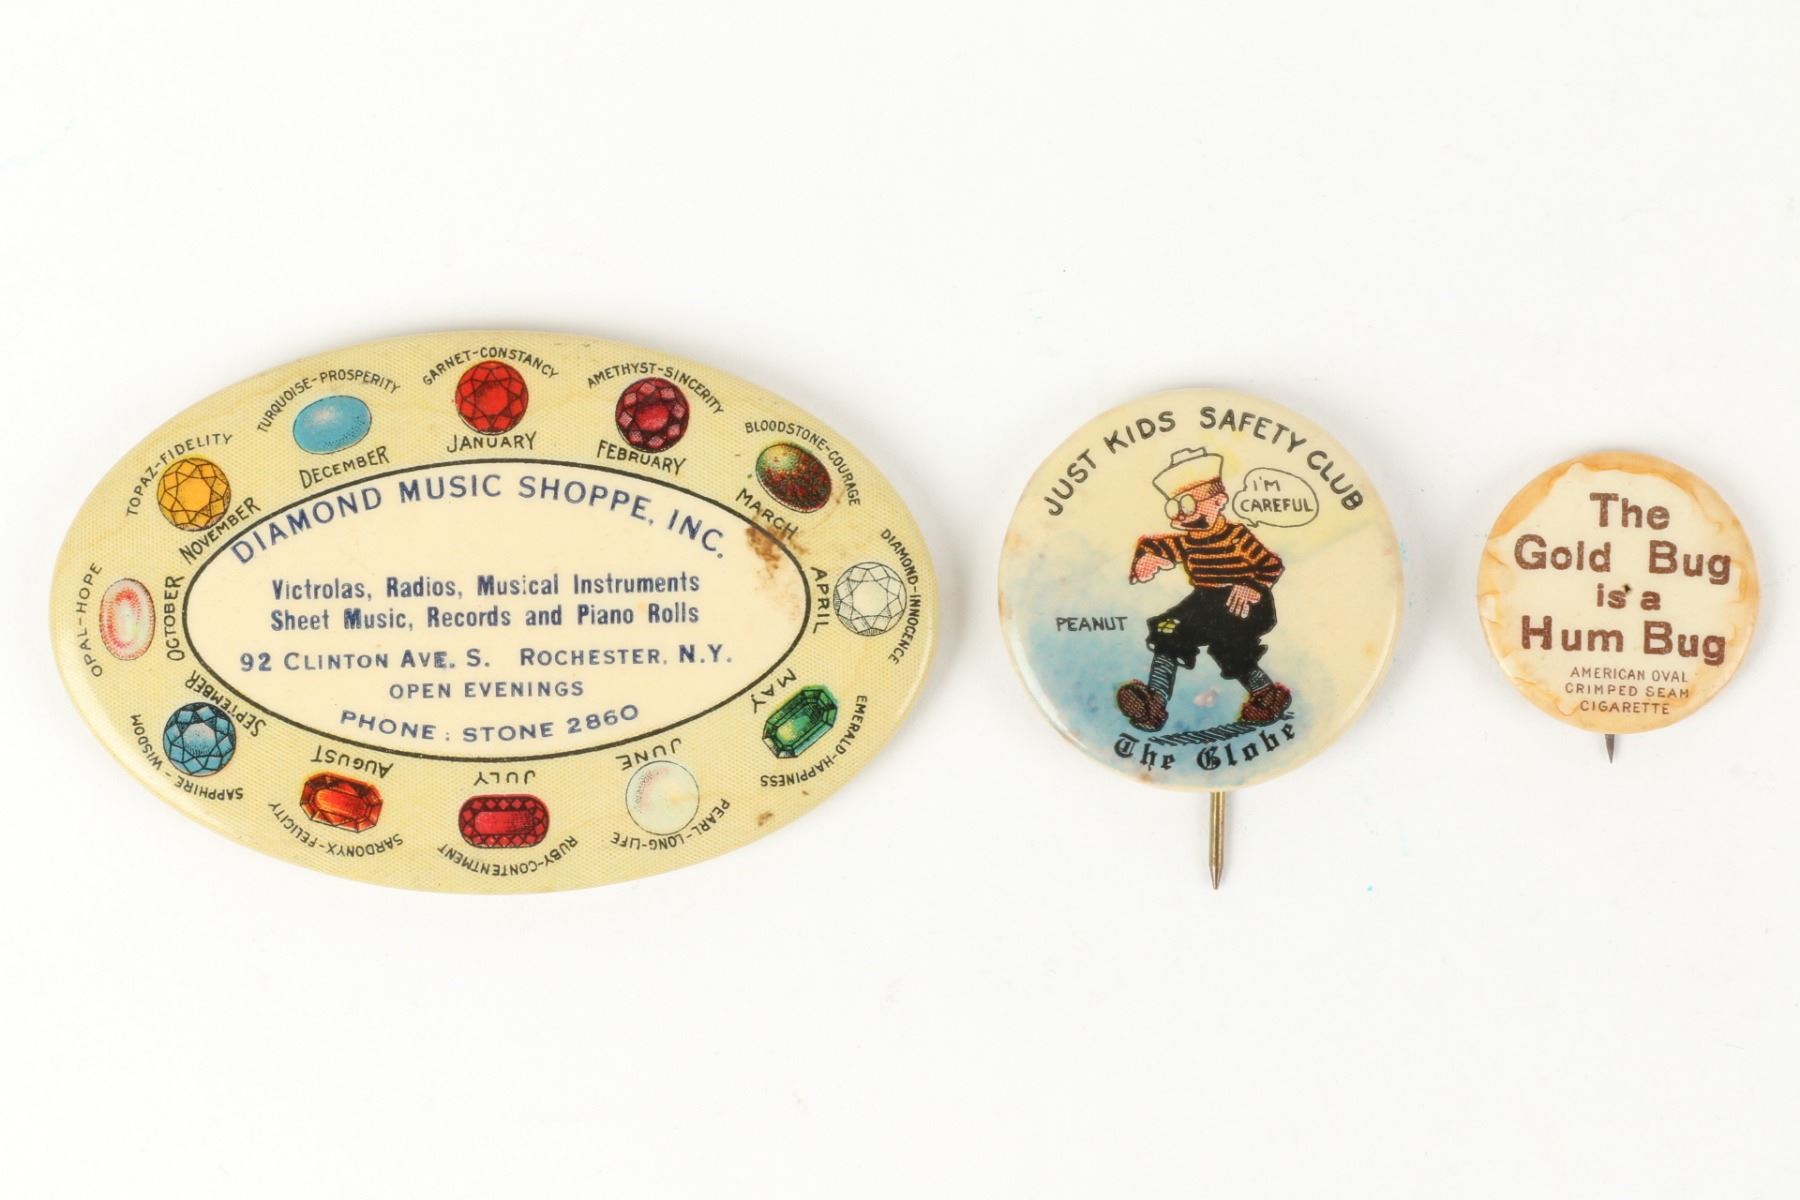 GARNET-CONSTANCY
JANUARY
AMETHYST-SINCERITY
FEBRUARY
BLOODSTONE-COURAGE
MARCH
DIAMOND-INNOCENCE
APRIL
EMERALD-HAPPINESS
MAY
PEARL-LONG-LIFE
JUNE
RUBY-CONTENTMENT
JULY
SARDONYX-FELICITY
AUGUST
SAPPHIRE-WISDOM
SEPTEMBER
OPAL-HOPE
OCTOBER
TOPAZ-FIDELITY
NOVEMBER
TURQUOISE-PROSPERITY
DECEMBER
DIAMOND MUSIC SHOPPE, INC.
Victrolas, Radios, Musical Instruments
Sheet Music, Records and Piano Rolls
92 CLINTON AVE. S. ROCHESTER, N.Y.
OPEN EVENINGS
PHONE: STONE 2860
JUST KIDS SAFETY CLUB
I'M
CAREFUL
PEANUT
The Globe
The
Gold Bug
is a
Hum Bug
AMERICAN OVAL
CRIMPED SEAM
CIGARETTE